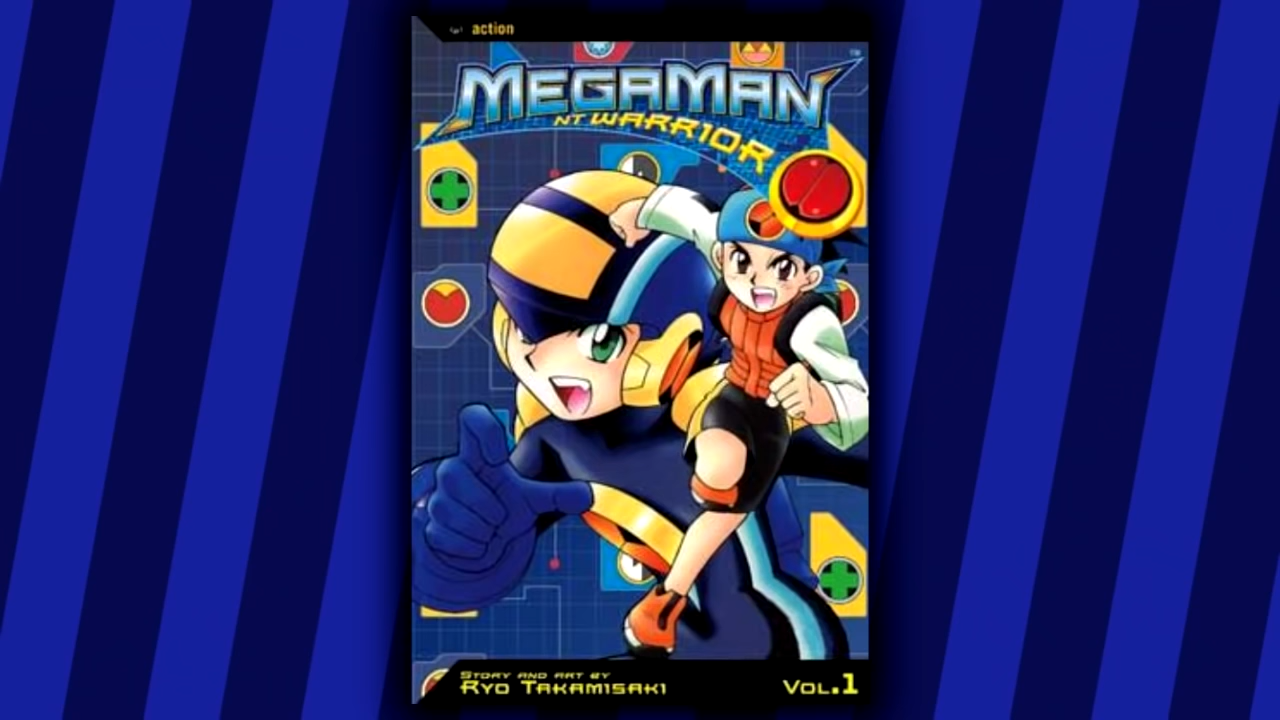 action
MEGAMAN
NT WARRIOR
STORY AND ART BY
RYO TAKAMISAKI
VOL.1